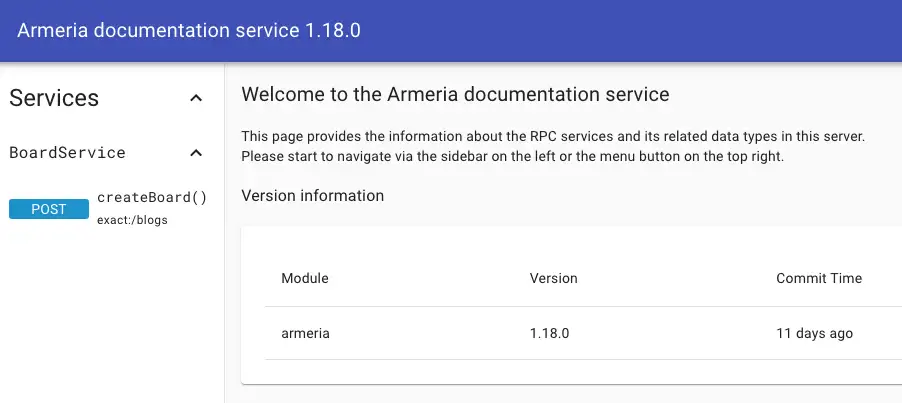 Armeria documentation service 1.18.0
Services
BoardService
POST
createBoard()
exact:/blogs
Welcome to the Armeria documentation service
This page provides the information about the RPC services and its related data types in this server.
Please start to navigate via the sidebar on the left or the menu button on the top right.
Version information
Module Version Commit Time
armeria 1.18.0 11 days ago